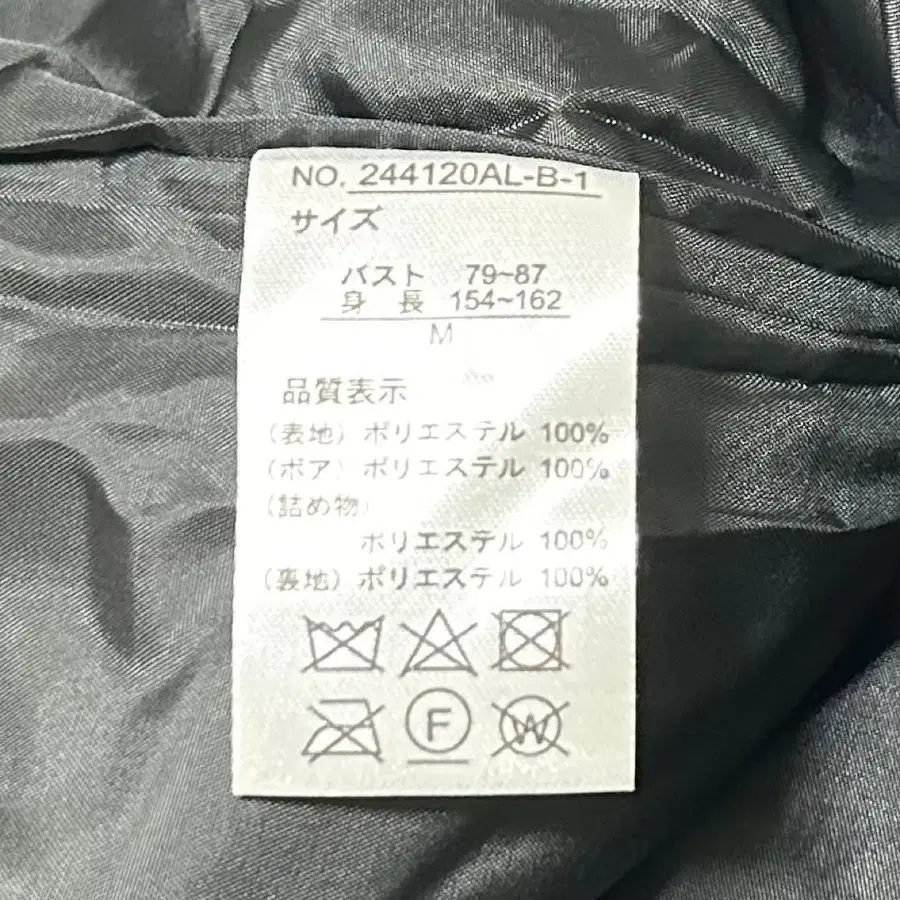 NO. 244120AL-B-1
サイズ
バスト 79~87
身 長 154~162
M
品質表示
(表地) ポリエステル 100%
(ボア) ポリエステル 100%
(詰め物)
ポリエステル 100%
(裏地) ポリエステル 100%
F W